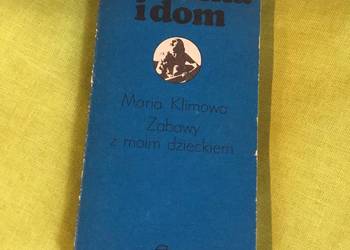 i dom
Maria Klimowa
Zabawy
z moim dzieckiem